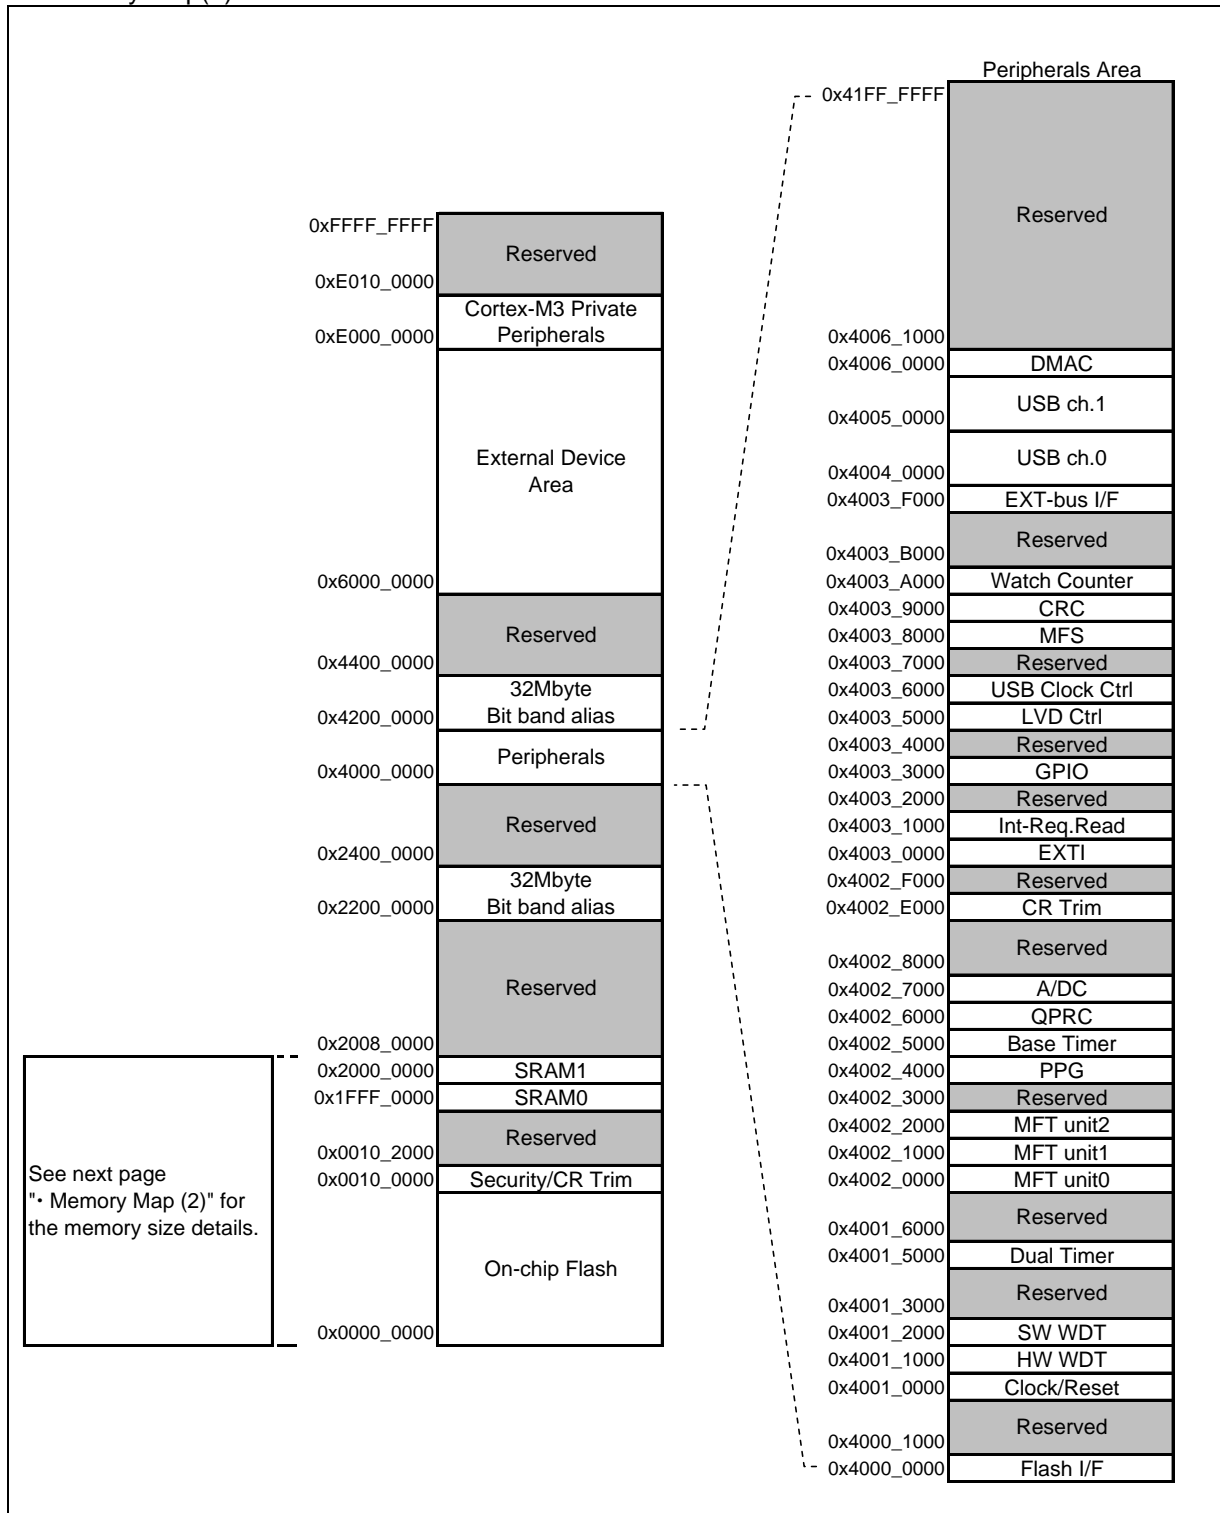 Peripherals Area
0x41FF_FFFF
Reserved
0x4006_1000
0x4006_0000 DMAC
USB ch.1
0x4005_0000
USB ch.0
0x4004_0000
0x4003_F000 EXT-bus I/F
Reserved
0x4003_B000
0x4003_A000 Watch Counter
0x4003_9000 CRC
0x4003_8000 MFS
0x4003_7000 Reserved
0x4003_6000 USB Clock Ctrl
0x4003_5000 LVD Ctrl
0x4003_4000 Reserved
0x4003_3000 GPIO
0x4003_2000 Reserved
0x4003_1000 Int-Req.Read
0x4003_0000 EXTI
0x4002_F000 Reserved
0x4002_E000 CR Trim
Reserved
0x4002_8000
0x4002_7000 A/DC
0x4002_6000 QPRC
0x4002_5000 Base Timer
0x4002_4000 PPG
0x4002_3000 Reserved
0x4002_2000 MFT unit2
0x4002_1000 MFT unit1
0x4002_0000 MFT unit0
Reserved
0x4001_6000
0x4001_5000 Dual Timer
Reserved
0x4001_3000
0x4001_2000 SW WDT
0x4001_1000 HW WDT
0x4001_0000 Clock/Reset
Reserved
0x4000_1000
0x4000_0000 Flash I/F
0xFFFF_FFFF
Reserved
0xE010_0000
Cortex-M3 Private
0xE000_0000 Peripherals
External Device
Area
0x6000_0000
Reserved
0x4400_0000
32Mbyte
0x4200_0000 Bit band alias
Peripherals
0x4000_0000
Reserved
0x2400_0000
32Mbyte
0x2200_0000 Bit band alias
Reserved
0x2008_0000
0x2000_0000 SRAM1
0x1FFF_0000 SRAM0
Reserved
0x0010_2000
0x0010_0000 Security/CR Trim
On-chip Flash
0x0000_0000
See next page
"・Memory Map (2)" for
the memory size details.